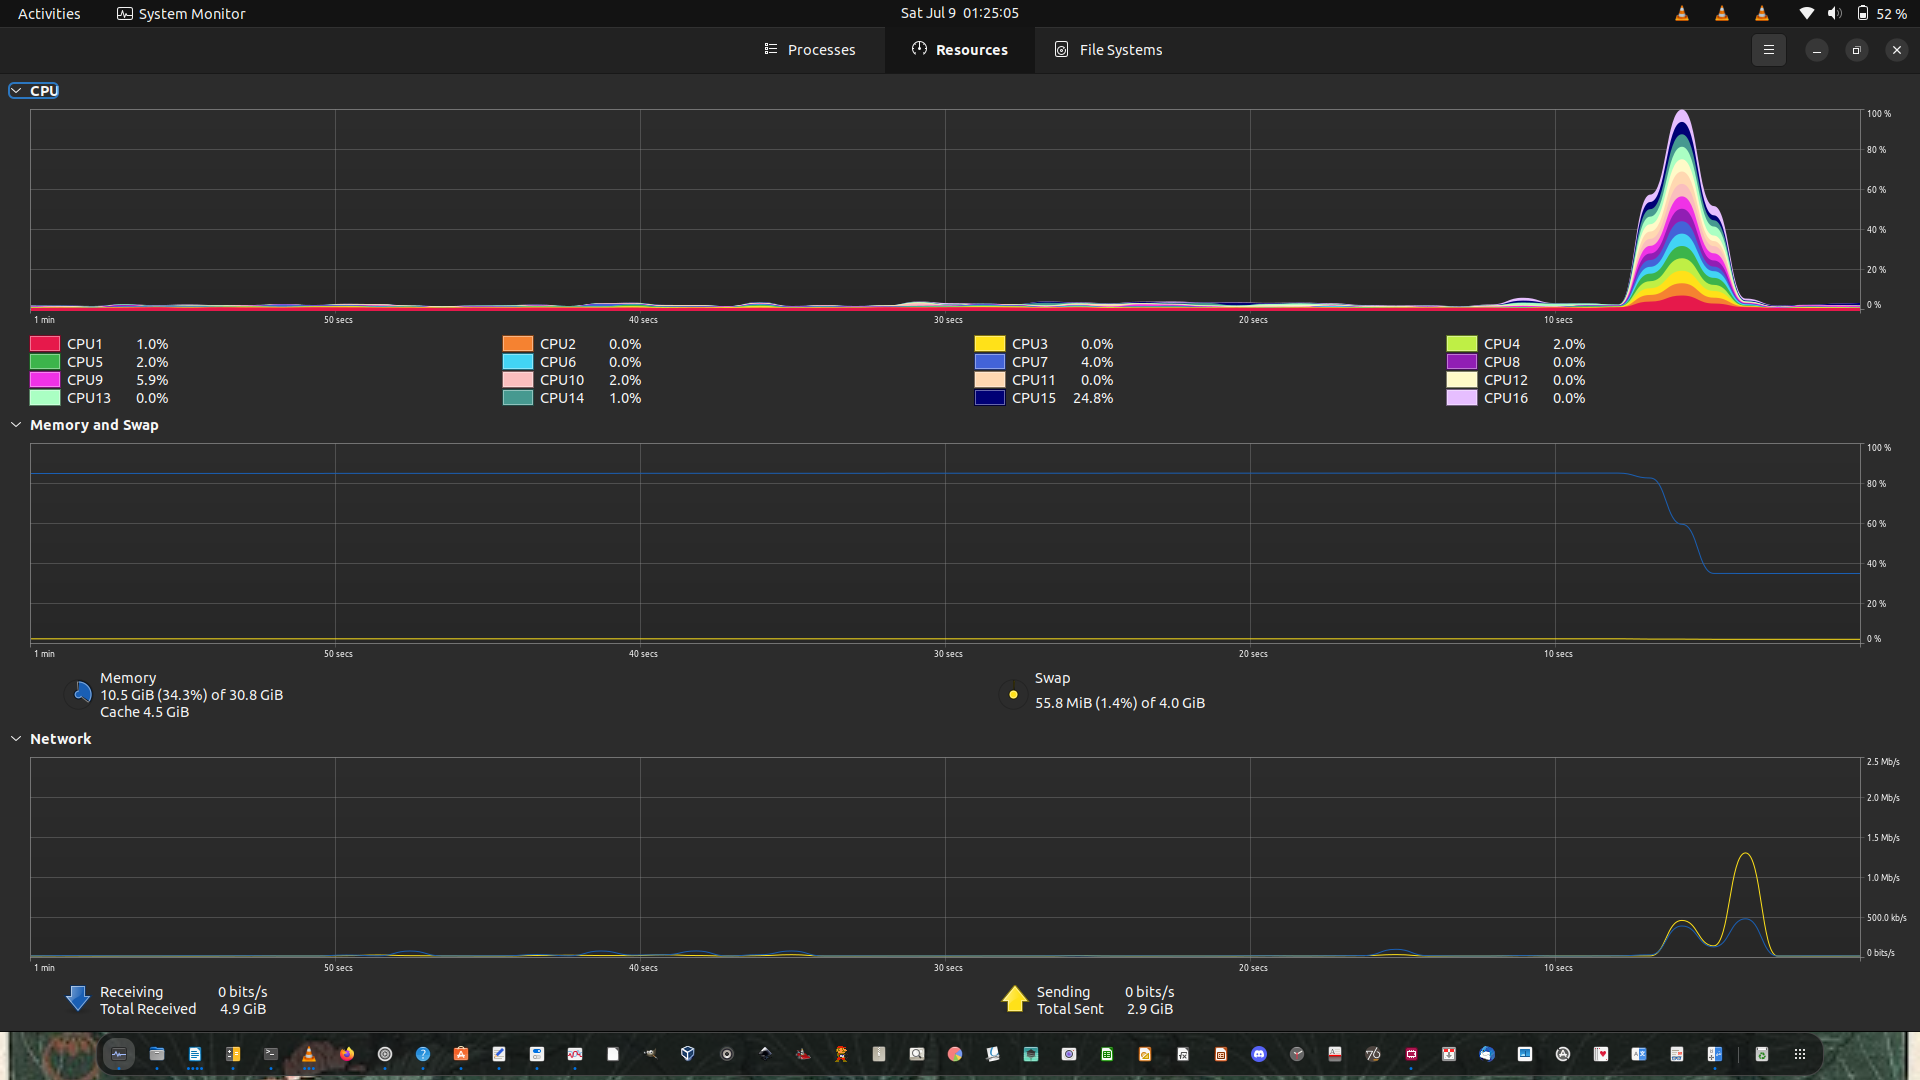 Activities System Monitor Sat Jul 9 01:25:05 52 %
Processes Resources File Systems
CPU
100 %
80 %
60 %
40 %
20 %
0 %
1 min 50 secs 40 secs 30 secs 20 secs 10 secs
CPU1 1.0% CPU2 0.0% CPU3 0.0% CPU4 2.0%
CPU5 2.0% CPU6 0.0% CPU7 4.0% CPU8 0.0%
CPU9 5.9% CPU10 2.0% CPU11 0.0% CPU12 0.0%
CPU13 0.0% CPU14 1.0% CPU15 24.8% CPU16 0.0%
Memory and Swap
100 %
80 %
60 %
40 %
20 %
0 %
1 min 50 secs 40 secs 30 secs 20 secs 10 secs
Memory
10.5 GiB (34.3%) of 30.8 GiB
Cache 4.5 GiB
Swap
55.8 MiB (1.4%) of 4.0 GiB
Network
2.5 Mb/s
2.0 Mb/s
1.5 Mb/s
1.0 Mb/s
500.0 kb/s
0 bits/s
1 min 50 secs 40 secs 30 secs 20 secs 10 secs
Receiving 0 bits/s
Total Received 4.9 GiB
Sending 0 bits/s
Total Sent 2.9 GiB